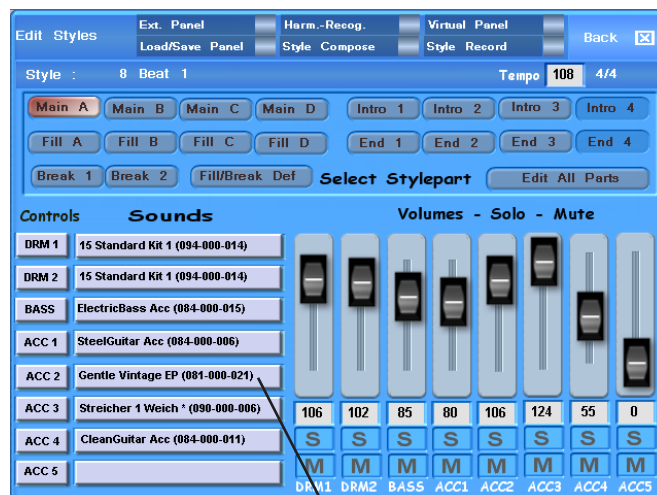 Edit Styles
Ext. Panel
Harm.-Recog.
Virtual Panel
Load/Save Panel
Style Compose
Style Record
Back
Style : 8 Beat 1
Tempo 108 4/4
Main A Main B Main C Main D Intro 1 Intro 2 Intro 3 Intro 4
Fill A Fill B Fill C Fill D End 1 End 2 End 3 End 4
Break 1 Break 2 Fill/Break Def Select Stylepart Edit All Parts
Controls Sounds Volumes - Solo - Mute
DRM 1 15 Standard Kit 1 (094-000-014)
DRM 2 15 Standard Kit 1 (094-000-014)
BASS ElectricBass Acc (084-000-015)
ACC 1 SteelGuitar Acc (084-000-006)
ACC 2 Gentle Vintage EP (081-000-021)
ACC 3 Streicher 1 Weich * (090-000-006)
ACC 4 CleanGuitar Acc (084-000-011)
ACC 5
106 102 85 80 106 124 55 0
S S S S S S S S
M M M M M M M M
DRM1 DRM2 BASS ACC1 ACC2 ACC3 ACC4 ACC5